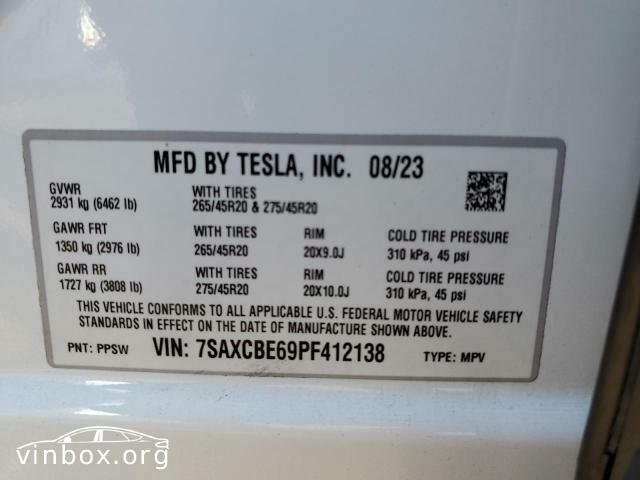 MFD BY TESLA, INC. 08/23
GVWR
2931 kg (6462 lb)
WITH TIRES
265/45R20 & 275/45R20
GAWR FRT
1350 kg (2976 lb)
WITH TIRES
265/45R20
RIM
20X9.0J
COLD TIRE PRESSURE
310 kPa, 45 psi
GAWR RR
1727 kg (3808 lb)
WITH TIRES
275/45R20
RIM
20X10.0J
COLD TIRE PRESSURE
310 kPa, 45 psi
THIS VEHICLE CONFORMS TO ALL APPLICABLE U.S. FEDERAL MOTOR VEHICLE SAFETY
STANDARDS IN EFFECT ON THE DATE OF MANUFACTURE SHOWN ABOVE.
PNT: PPSW VIN: 7SAXCBE69PF412138 TYPE: MPV
vinbox.org